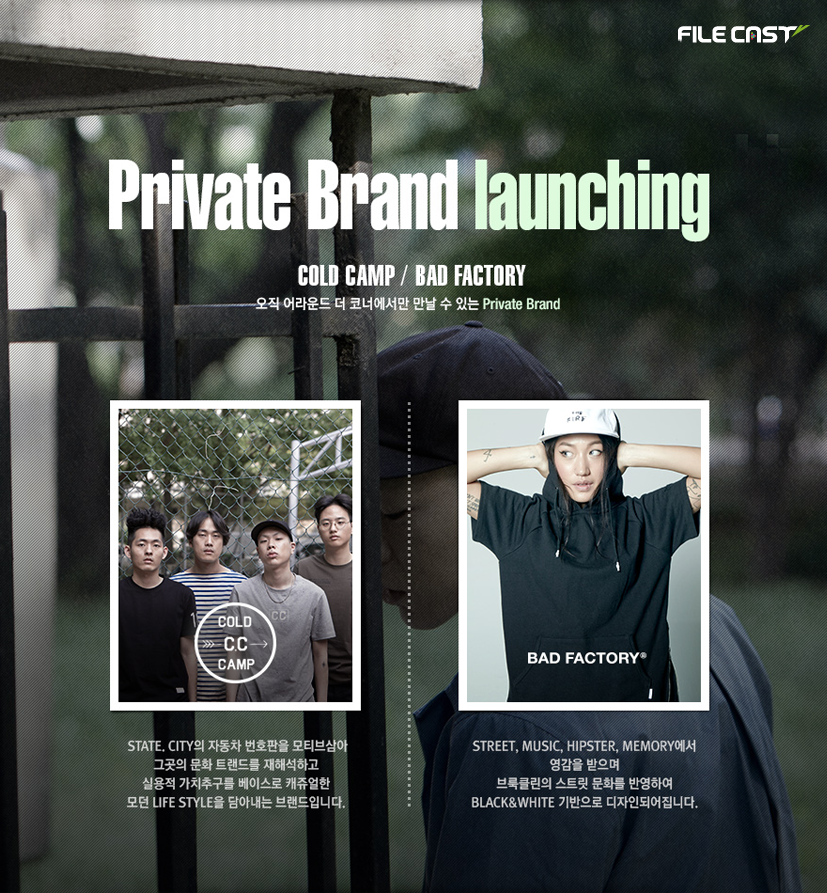 FILE CAST
Private Brand launching
COLD CAMP / BAD FACTORY
오직 어라운드 더 코너에서만 만날 수 있는 Private Brand
THE
FIRE
C.C
COLD
C.C
CAMP
BAD FACTORY®
STATE. CITY의 자동차 번호판을 모티브삼아
그곳의 문화 트랜드를 재해석하고
실용적 가치추구를 베이스로 캐쥬얼한
모던 LIFE STYLE을 담아내는 브랜드입니다.
STREET, MUSIC, HIPSTER, MEMORY에서
영감을 받으며
브룩클린의 스트릿 문화를 반영하여
BLACK&WHITE 기반으로 디자인되어집니다.